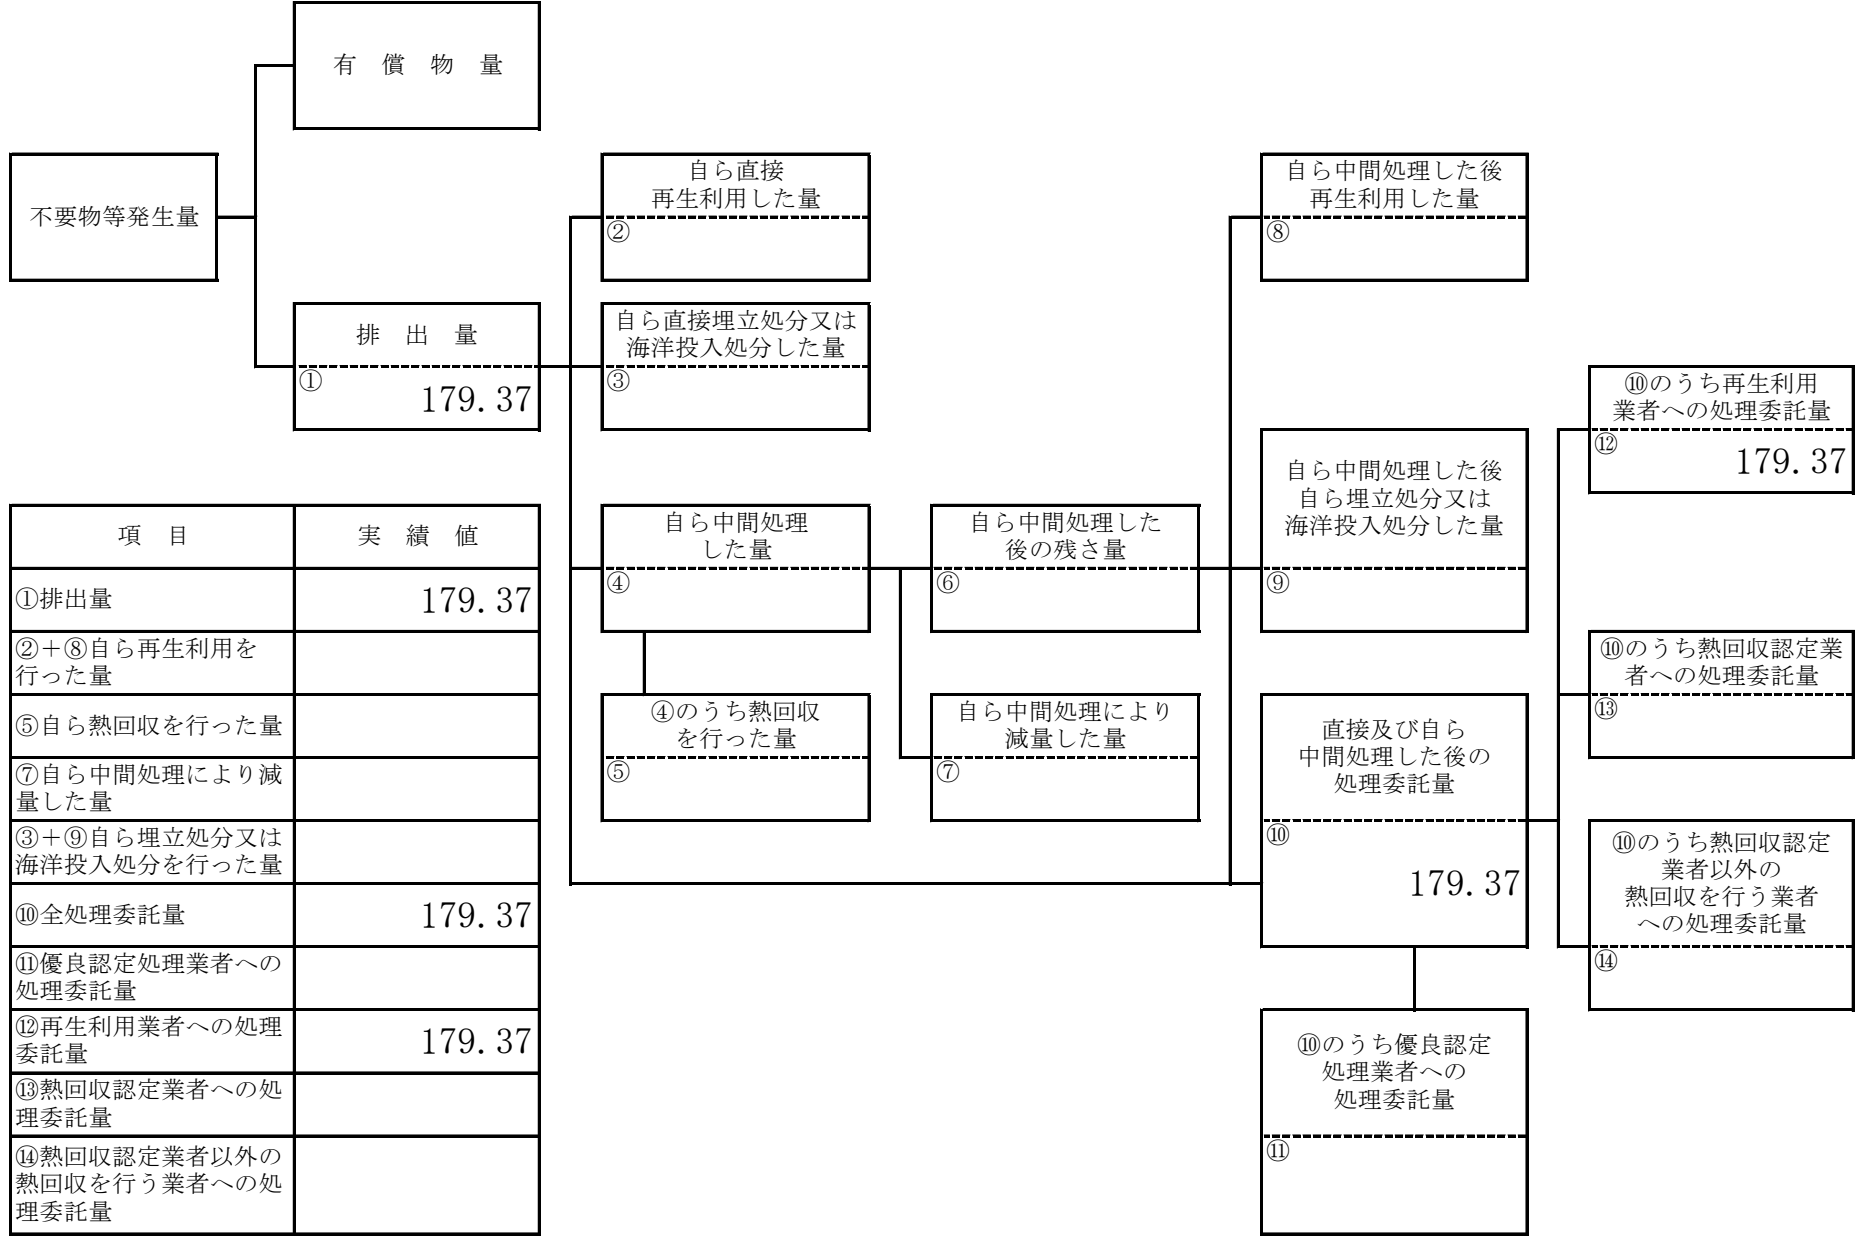 有　償　物　量
不要物等発生量
排　出　量
①
179.37
自ら直接
再生利用した量
②
自ら直接埋立処分又は
海洋投入処分した量
③
自ら中間処理
した量
④
④のうち熱回収
を行った量
⑤
自ら中間処理した
後の残さ量
⑥
自ら中間処理により
減量した量
⑦
自ら中間処理した後
再生利用した量
⑧
自ら中間処理した後
自ら埋立処分又は
海洋投入処分した量
⑨
直接及び自ら
中間処理した後の
処理委託量
⑩
179.37
⑩のうち優良認定
処理業者への
処理委託量
⑪
⑩のうち再生利用
業者への処理委託量
⑫
179.37
⑩のうち熱回収認定業
者への処理委託量
⑬
⑩のうち熱回収認定
業者以外の
熱回収を行う業者
への処理委託量
⑭
項　目
実　績　値
①排出量
179.37
②＋⑧自ら再生利用を
行った量
⑤自ら熱回収を行った量
⑦自ら中間処理により減
量した量
③＋⑨自ら埋立処分又は
海洋投入処分を行った量
⑩全処理委託量
179.37
⑪優良認定処理業者への
処理委託量
⑫再生利用業者への処理
委託量
179.37
⑬熱回収認定業者への処
理委託量
⑭熱回収認定業者以外の
熱回収を行う業者への処
理委託量